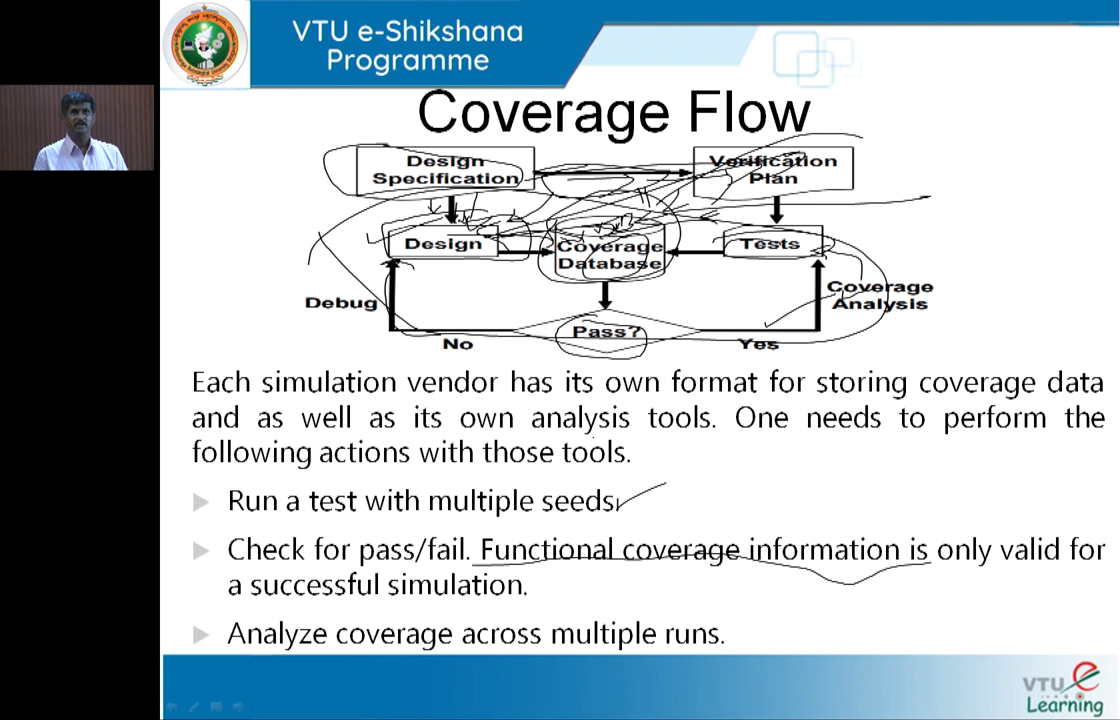 VTU e-Shikshana
Programme
Coverage Flow
Design
Specification
Verification
Plan
Design
Coverage
Database
Tests
Debug
Coverage
Analysis
Pass?
No
Yes
Each simulation vendor has its own format for storing coverage data
and as well as its own analysis tools. One needs to perform the
following actions with those tools.
Run a test with multiple seeds
Check for pass/fail. Functional coverage information is only valid for
a successful simulation.
Analyze coverage across multiple runs.
VTU e
Learning